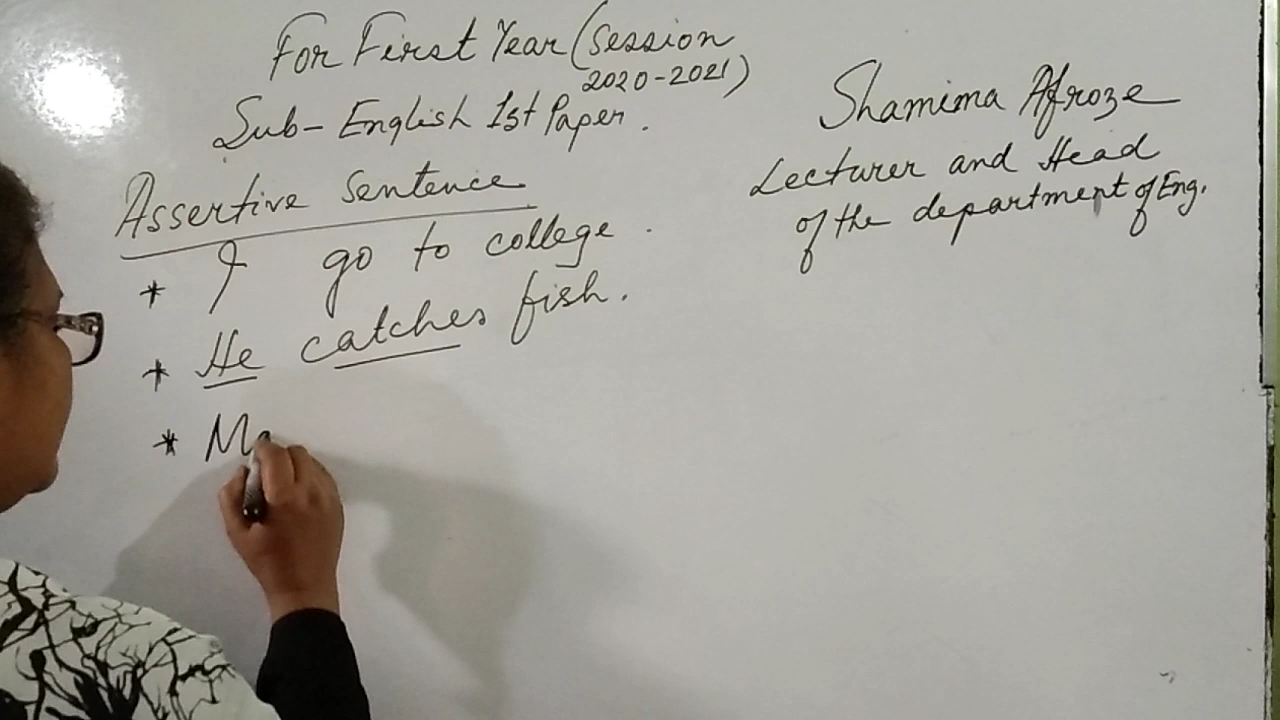 For First Year (Session
2020-2021)
Sub- English 1st Paper.
Shamima Afroze
Lecturer and Head
of the department of Eng.
Assertive Sentence
* I go to college.
* He catches fish.
* M